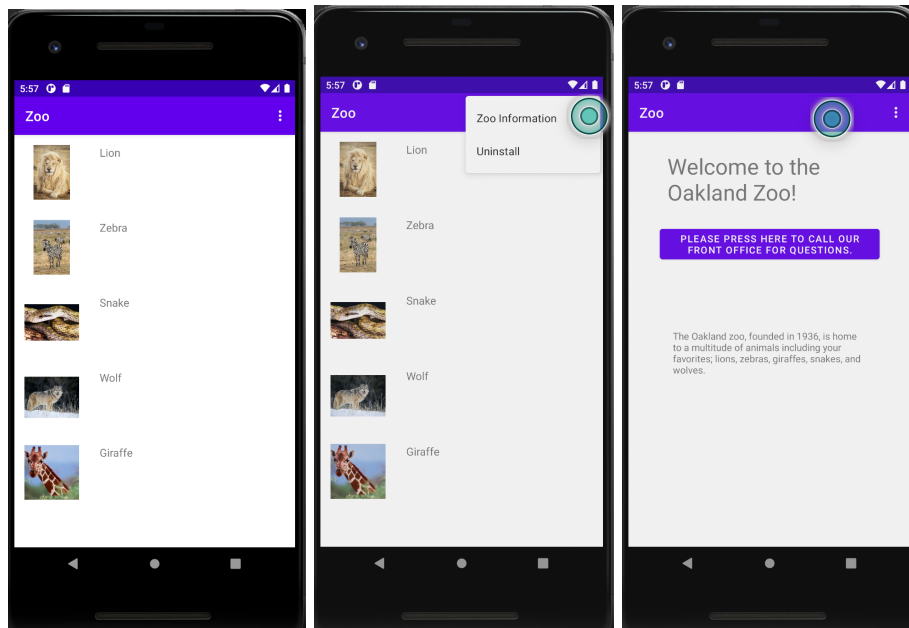 5:57
Zoo
Lion
Zebra
Snake
Wolf
Giraffe
5:57
Zoo
Zoo Information
Uninstall
Lion
Zebra
Snake
Wolf
Giraffe
5:57
Zoo
Welcome to the
Oakland Zoo!
PLEASE PRESS HERE TO CALL OUR
FRONT OFFICE FOR QUESTIONS.
The Oakland zoo, founded in 1936, is home
to a multitude of animals including your
favorites; lions, zebras, giraffes, snakes, and
wolves.